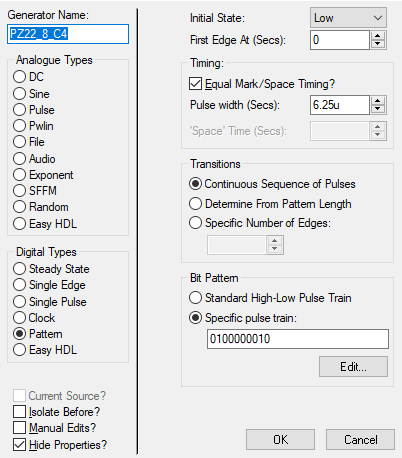 Generator Name:
PZ22_8_C4
Analogue Types
DC
Sine
Pulse
Pwlin
File
Audio
Exponent
SFFM
Random
Easy HDL
Digital Types
Steady State
Single Edge
Single Pulse
Clock
Pattern
Easy HDL
Current Source?
Isolate Before?
Manual Edits?
Hide Properties?
Initial State:
Low
First Edge At (Secs):
0
Timing:
Equal Mark/Space Timing?
Pulse width (Secs):
6.25u
'Space' Time (Secs):
Transitions
Continuous Sequence of Pulses
Determine From Pattern Length
Specific Number of Edges:
Bit Pattern
Standard High-Low Pulse Train
Specific pulse train:
0100000010
Edit...
OK
Cancel